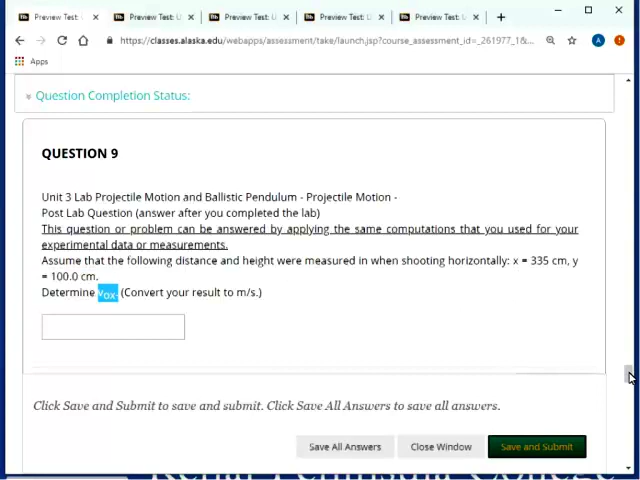 Preview Test:
Preview Test: U
Preview Test: U
Preview Test: U
Preview Test: U
https://classes.alaska.edu/webapps/assessment/take/launch.jsp?course_assessment_id=_261977_1&...
A
Apps
Question Completion Status:
QUESTION 9
Unit 3 Lab Projectile Motion and Ballistic Pendulum - Projectile Motion -
Post Lab Question (answer after you completed the lab)
This question or problem can be answered by applying the same computations that you used for your
experimental data or measurements.
Assume that the following distance and height were measured in when shooting horizontally: x = 335 cm, y
= 100.0 cm.
Determine vox. (Convert your result to m/s.)
Click Save and Submit to save and submit. Click Save All Answers to save all answers.
Save All Answers
Close Window
Save and Submit
Kenai Peninsula College